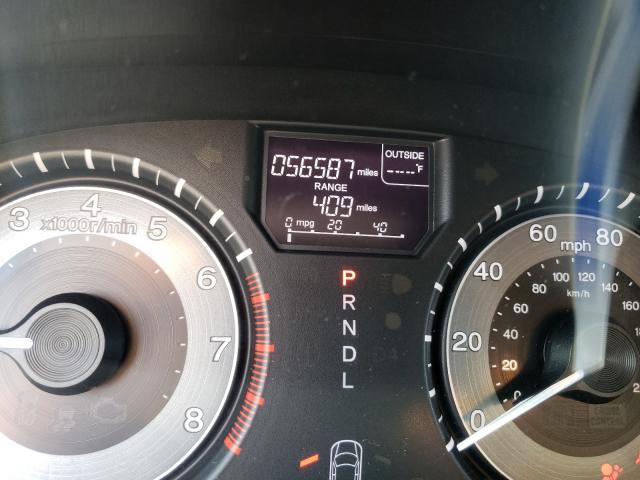 056587 miles
OUTSIDE
----°F
RANGE
409 miles
0 mpg 20 40
3 4 5 6 7 8
x1000r/min
P
R
N
D
L
0 20 40 60 80
mph
0 20 40 60 80 100 120 140 160
km/h